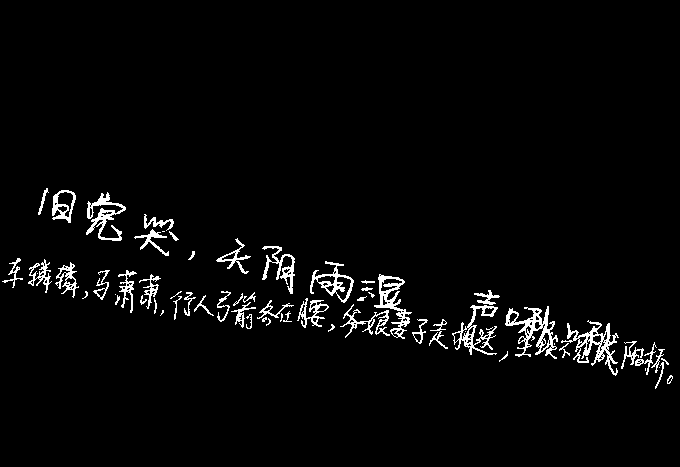 旧党哭，天阴雨湿 声啾啾
车辚辚，马萧萧，行人弓箭各在腰，爷娘妻子走相送，尘埃不见咸阳桥。